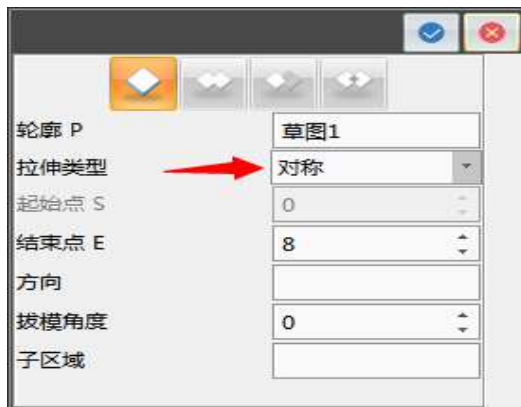 轮廓 P 草图1
拉伸类型 对称
起始点 S 0
结束点 E 8
方向
拔模角度 0
子区域